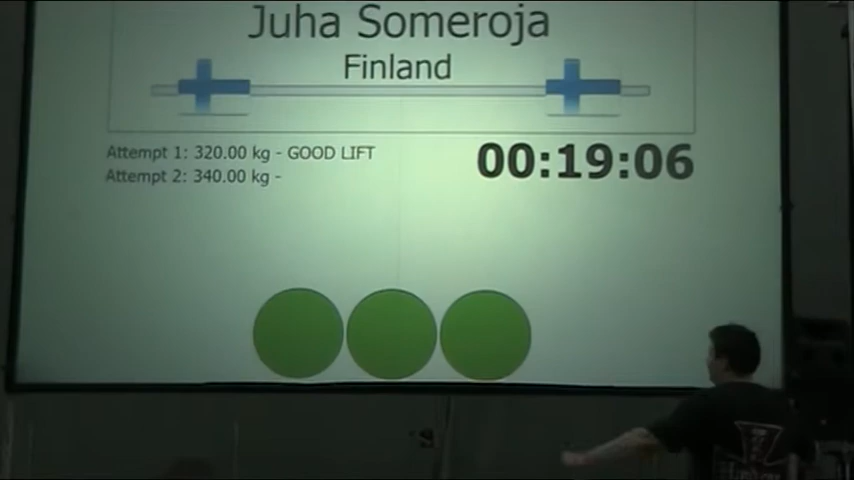 Juha Someroja
Finland
Attempt 1: 320.00 kg - GOOD LIFT
00:19:06
Attempt 2: 340.00 kg -